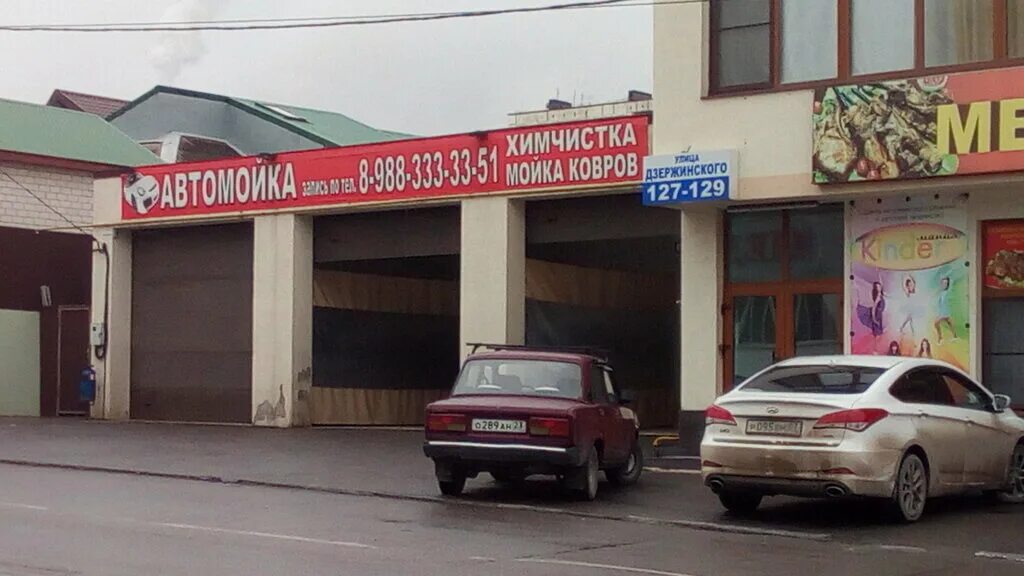 АВТОМОЙКА
запись по тел. 8-988-333-33-51
ХИМЧИСТКА
МОЙКА КОВРОВ
УЛИЦА
ДЗЕРЖИНСКОГО
127-129
МЕ
Kinder
О289АН 23